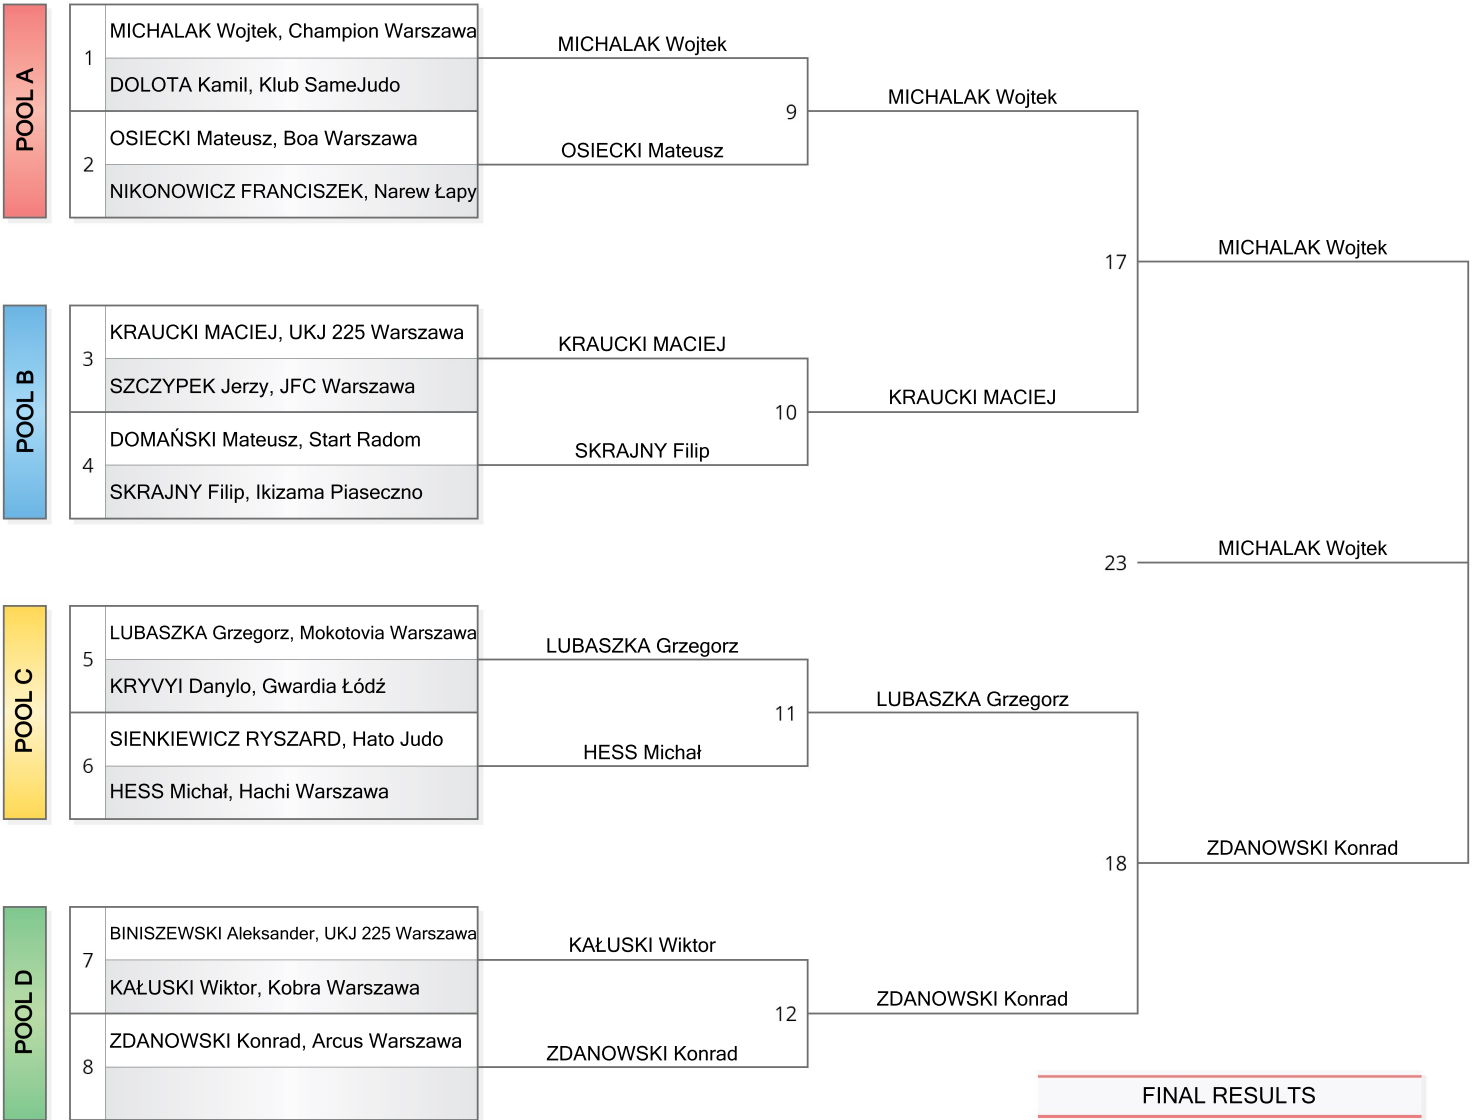 POOL A
1
MICHALAK Wojtek, Champion Warszawa
DOLOTA Kamil, Klub SameJudo
2
OSIECKI Mateusz, Boa Warszawa
NIKONOWICZ FRANCISZEK, Narew Łapy
MICHALAK Wojtek
OSIECKI Mateusz
9
MICHALAK Wojtek
POOL B
3
KRAUCKI MACIEJ, UKJ 225 Warszawa
SZCZYPEK Jerzy, JFC Warszawa
4
DOMAŃSKI Mateusz, Start Radom
SKRAJNY Filip, Ikizama Piaseczno
KRAUCKI MACIEJ
SKRAJNY Filip
10
KRAUCKI MACIEJ
17
MICHALAK Wojtek
23
MICHALAK Wojtek
POOL C
5
LUBASZKA Grzegorz, Mokotovia Warszawa
KRYVYI Danylo, Gwardia Łódź
6
SIENKIEWICZ RYSZARD, Hato Judo
HESS Michał, Hachi Warszawa
LUBASZKA Grzegorz
HESS Michał
11
LUBASZKA Grzegorz
POOL D
7
BINISZEWSKI Aleksander, UKJ 225 Warszawa
KAŁUSKI Wiktor, Kobra Warszawa
8
ZDANOWSKI Konrad, Arcus Warszawa
KAŁUSKI Wiktor
ZDANOWSKI Konrad
12
ZDANOWSKI Konrad
18
ZDANOWSKI Konrad
FINAL RESULTS